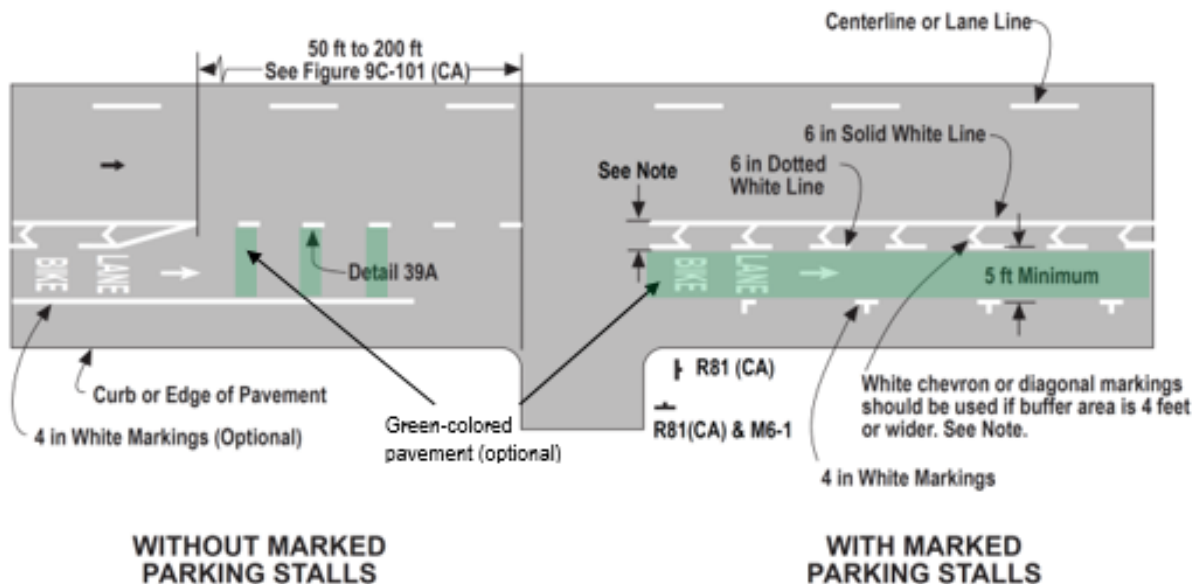 Centerline or Lane Line
50 ft to 200 ft
See Figure 9C-101 (CA)
6 in Solid White Line
See Note
6 in Dotted
White Line
BIKE
LANE
Detail 39A
BIKE
LANE
5 ft Minimum
Curb or Edge of Pavement
4 in White Markings (Optional)
Green-colored
pavement (optional)
R81 (CA)
R81(CA) & M6-1
White chevron or diagonal markings
should be used if buffer area is 4 feet
or wider. See Note.
4 in White Markings
WITHOUT MARKED
PARKING STALLS
WITH MARKED
PARKING STALLS